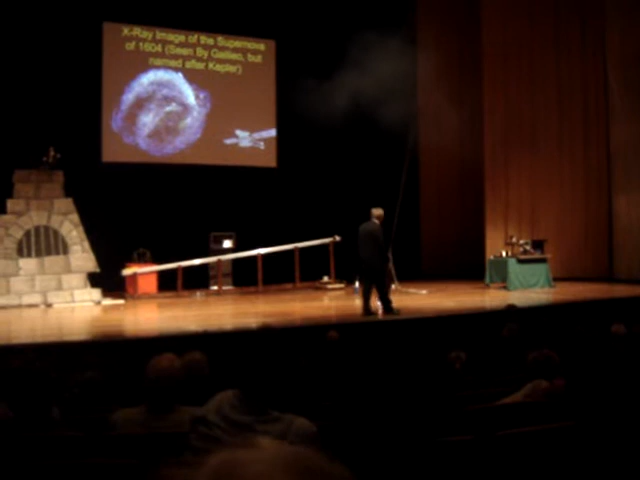 X-Ray Image of the Supernova
of 1604 (Seen By Galileo, but
named after Kepler)